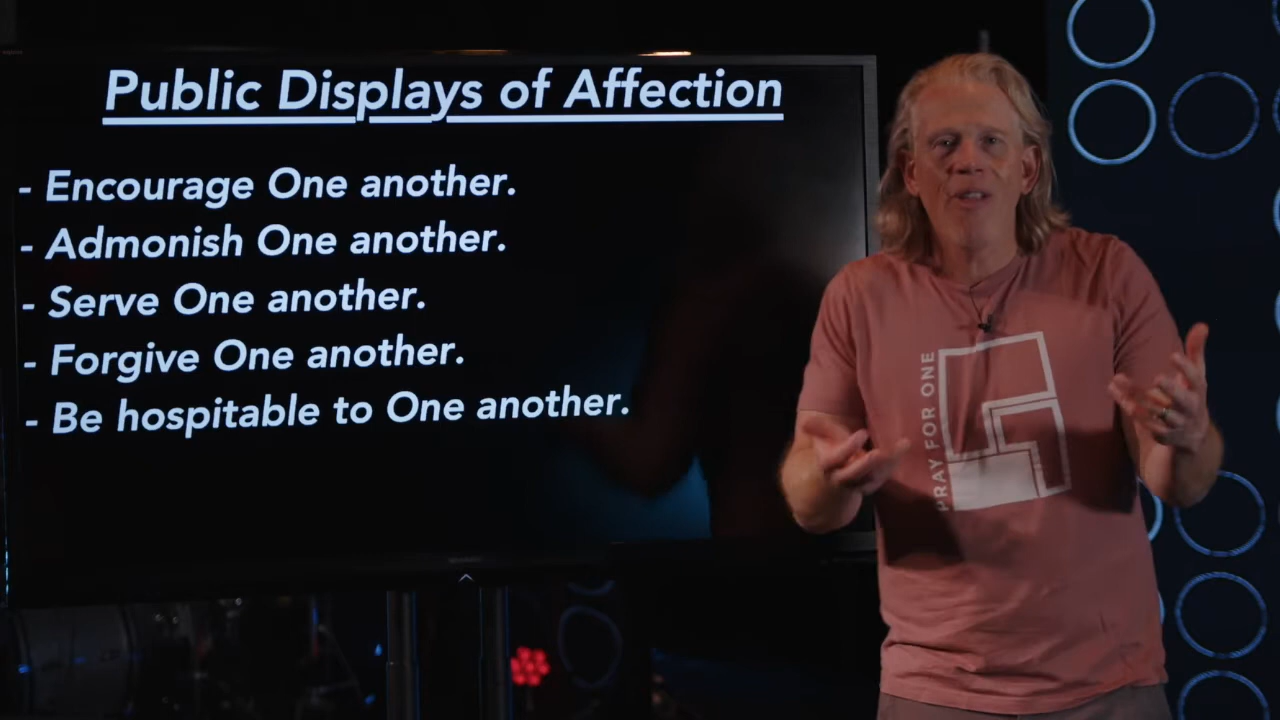 Public Displays of Affection
- Encourage One another.
- Admonish One another.
- Serve One another.
- Forgive One another.
- Be hospitable to One another.
PRAY FOR ONE